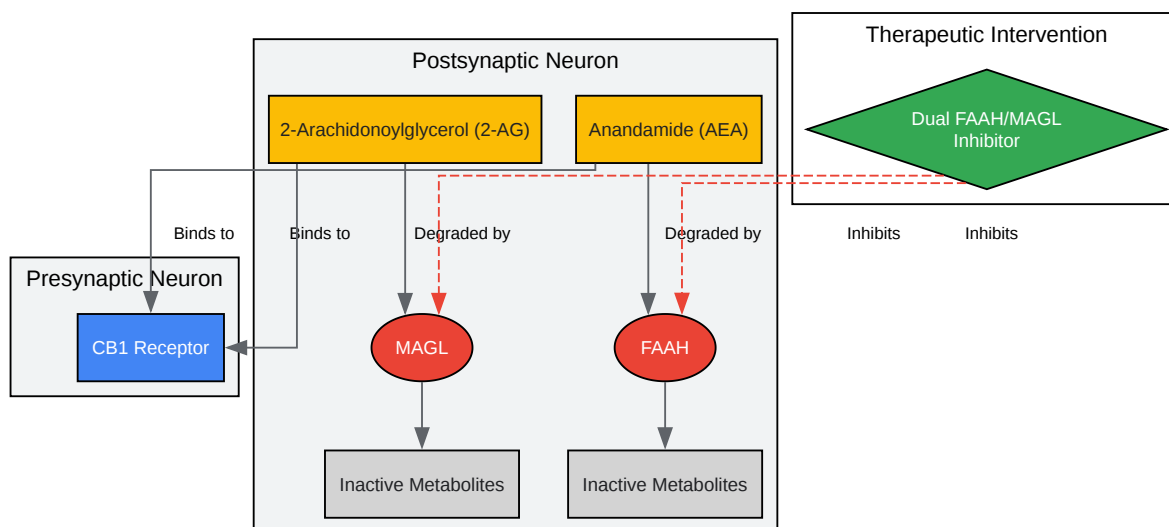 Therapeutic Intervention
Postsynaptic Neuron
2-Arachidonoylglycerol (2-AG)
Anandamide (AEA)
Dual FAAH/MAGL
Inhibitor
Binds to
Binds to
Degraded by
Degraded by
Inhibits
Inhibits
Presynaptic Neuron
CB1 Receptor
MAGL
FAAH
Inactive Metabolites
Inactive Metabolites